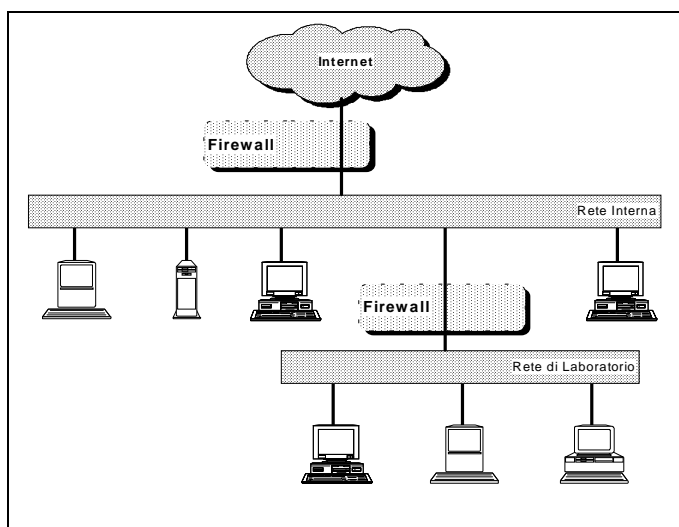 Internet
Firewall
Rete Interna
Firewall
Rete di Laboratorio